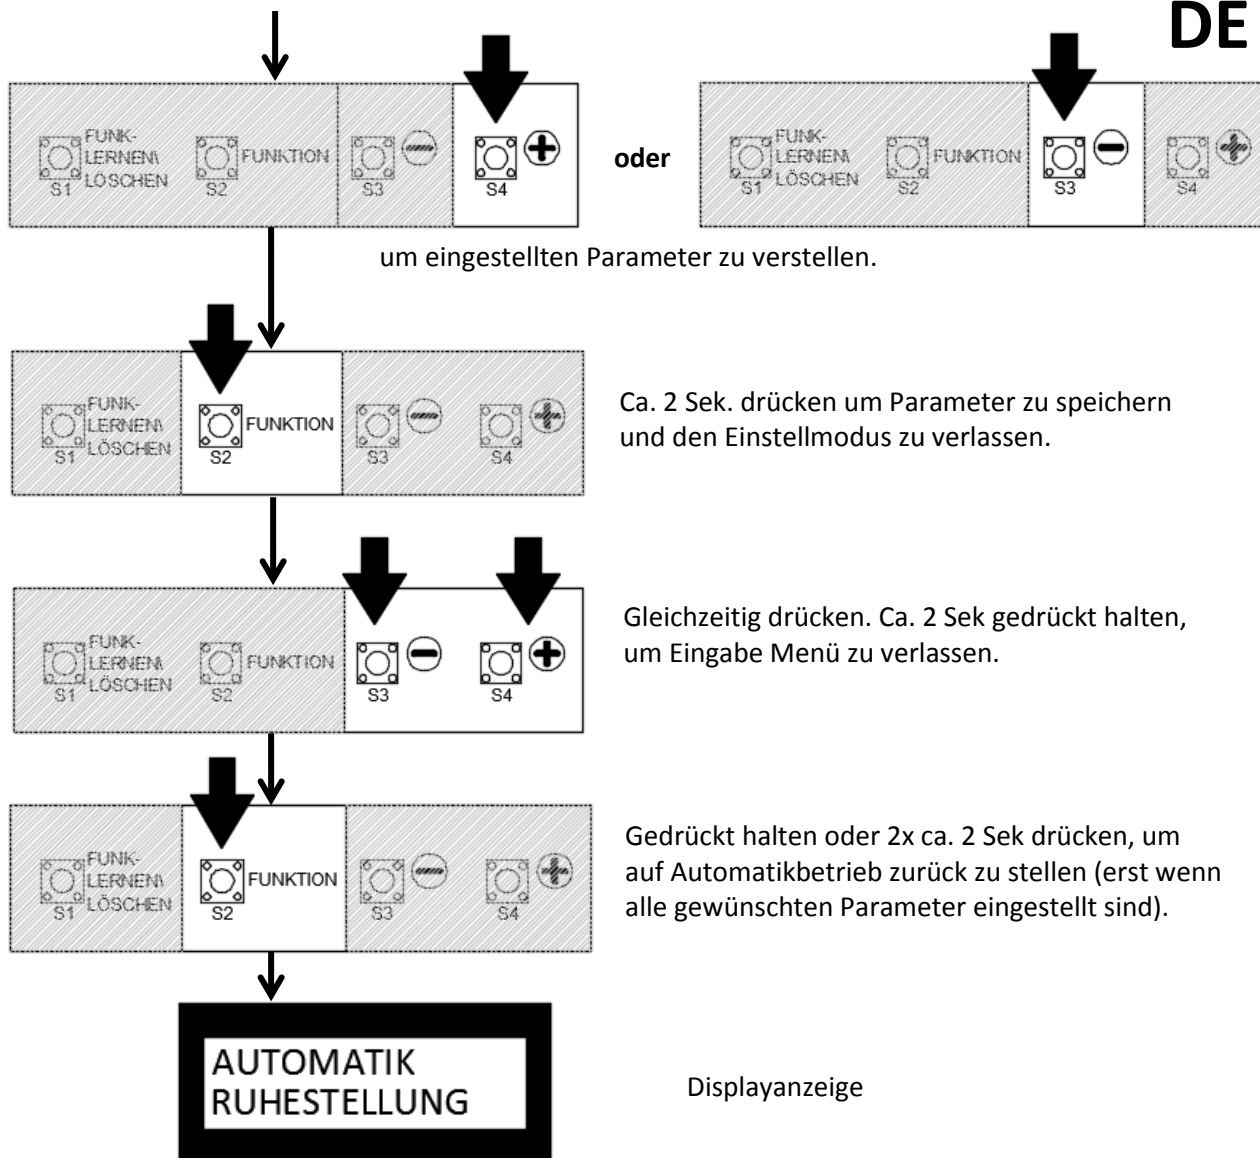 DE
FUNK-
LERNEN\
LÖSCHEN
S1
FUNKTION
S2
S3
S4
oder
FUNK-
LERNEN\
LÖSCHEN
S1
FUNKTION
S2
S3
S4
um eingestellten Parameter zu verstellen.
FUNK-
LERNEN\
LÖSCHEN
S1
FUNKTION
S2
S3
S4
Ca. 2 Sek. drücken um Parameter zu speichern
und den Einstellmodus zu verlassen.
FUNK-
LERNEN\
LÖSCHEN
S1
FUNKTION
S2
S3
S4
Gleichzeitig drücken. Ca. 2 Sek gedrückt halten,
um Eingabe Menü zu verlassen.
FUNK-
LERNEN\
LÖSCHEN
S1
FUNKTION
S2
S3
S4
Gedrückt halten oder 2x ca. 2 Sek drücken, um
auf Automatikbetrieb zurück zu stellen (erst wenn
alle gewünschten Parameter eingestellt sind).
AUTOMATIK
RUHESTELLUNG
Displayanzeige